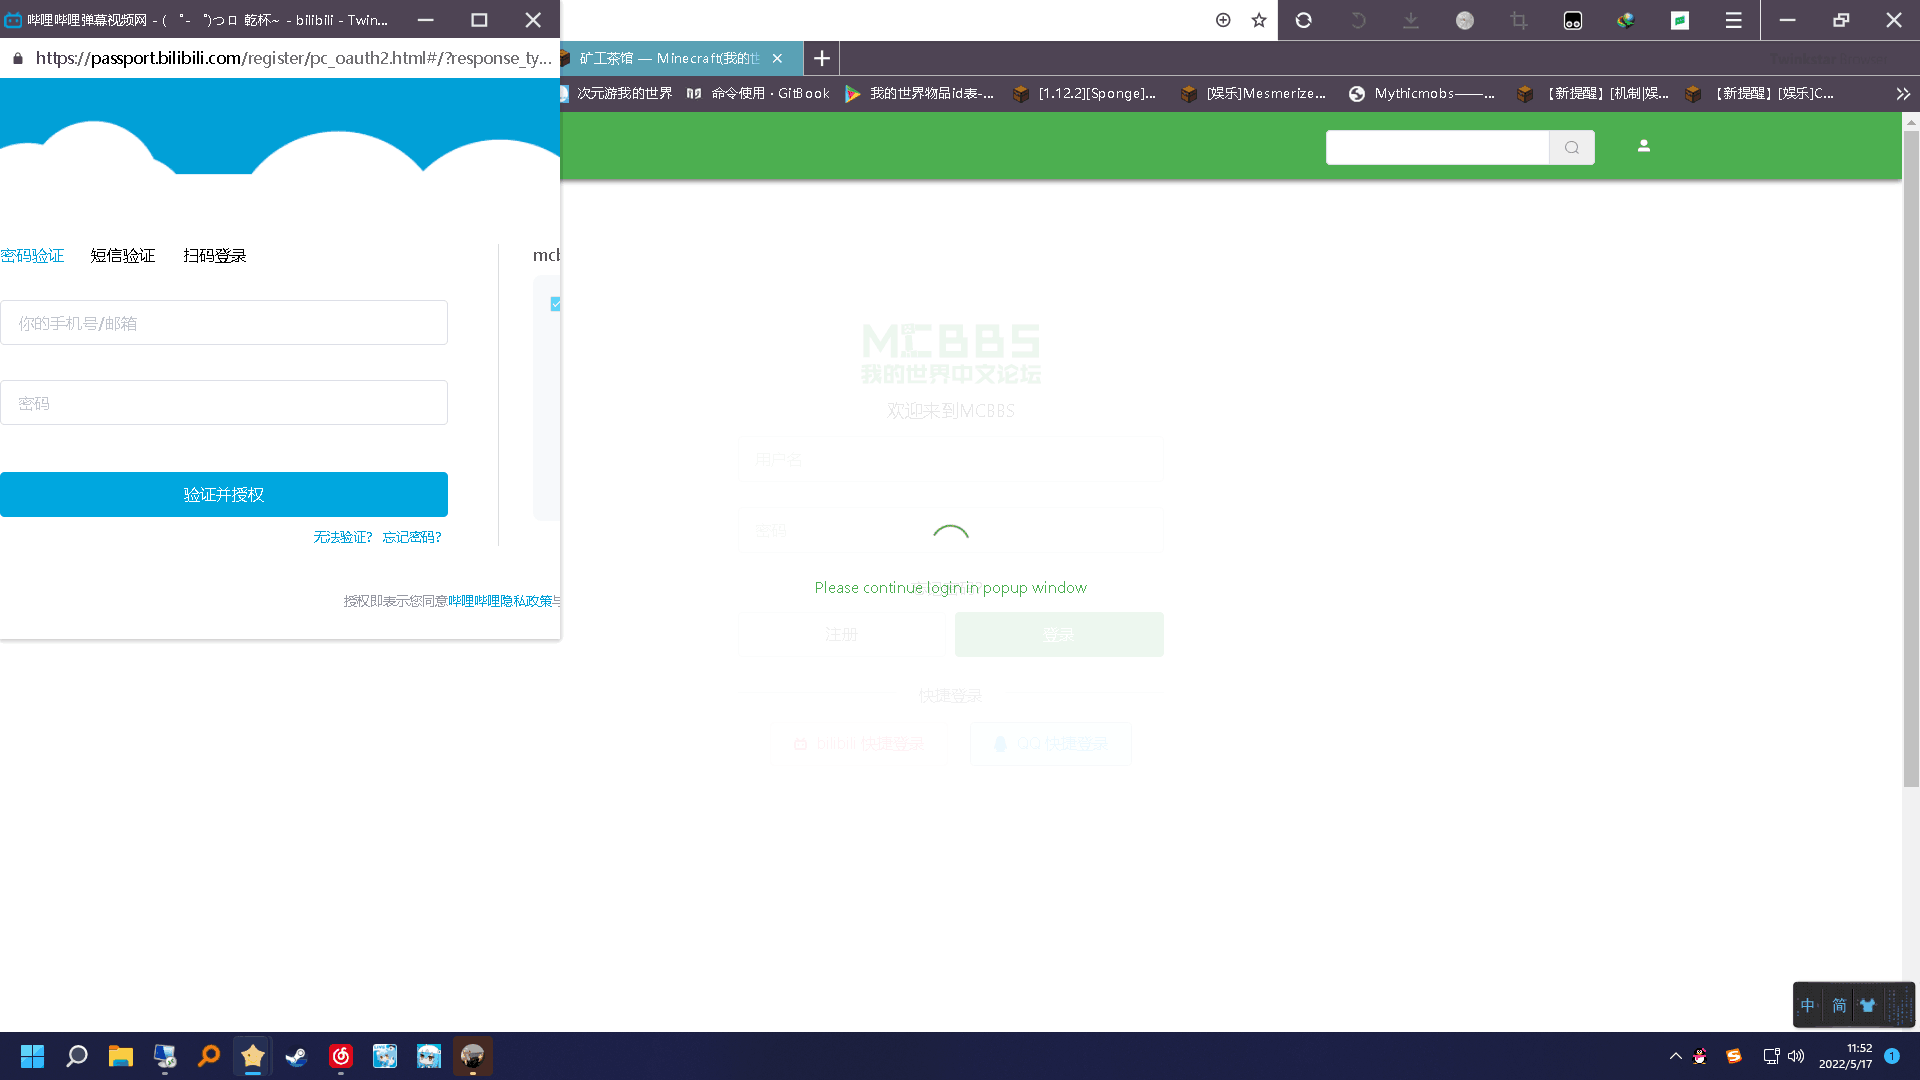 哔哩哔哩弹幕视频网 - ( ゜- ゜)つロ 乾杯~ - bilibili - Twin...
https://passport.bilibili.com/register/pc_oauth2.html#/?response_ty...
矿工茶馆 — Minecraft(我的世
次元游我的世界
命令使用 · GitBook
我的世界物品id表-...
[1.12.2][Sponge]...
[娱乐]Mesmerize...
Mythicmobs——...
【新提醒】[机制|娱...
【新提醒】[娱乐]C...
密码验证
短信验证
扫码登录
mcb
你的手机号/邮箱
密码
验证并授权
无法验证?
忘记密码?
授权即表示您同意哔哩哔哩隐私政策与
MCBBS
我的世界中文论坛
欢迎来到MCBBS
用户名
密码
Please continue login in popup window
注册
登录
快捷登录
bilibili 快捷登录
QQ 快捷登录
中
简
11:52
2022/5/17
1